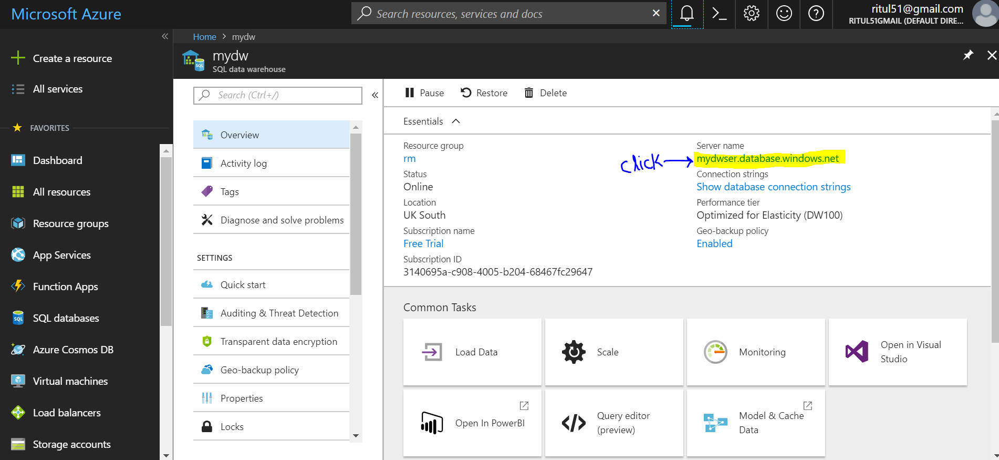 Microsoft Azure
Search resources, services and docs
ritul51@gmail.com
RITUL51GMAIL (DEFAULT DIRE...
Home > mydw
mydw
SQL data warehouse
Create a resource
All services
FAVORITES
Dashboard
All resources
Resource groups
App Services
Function Apps
SQL
SQL databases
Azure Cosmos DB
Virtual machines
Load balancers
Storage accounts
SQL
Search (Ctrl+/)
Overview
Activity log
Tags
Diagnose and solve problems
SETTINGS
Quick start
Auditing & Threat Detection
Transparent data encryption
Geo-backup policy
Properties
Locks
Pause
Restore
Delete
Essentials
Resource group
rm
Status
Online
Location
UK South
Subscription name
Free Trial
Subscription ID
3140695a-c908-4005-b204-68467fc29647
click
Server name
mydwser.database.windows.net
Connection strings
Show database connection strings
Performance tier
Optimized for Elasticity (DW100)
Geo-backup policy
Enabled
Common Tasks
Load Data
Scale
Monitoring
Open in Visual
Studio
Open In PowerBI
Query editor
(preview)
Model & Cache
Data